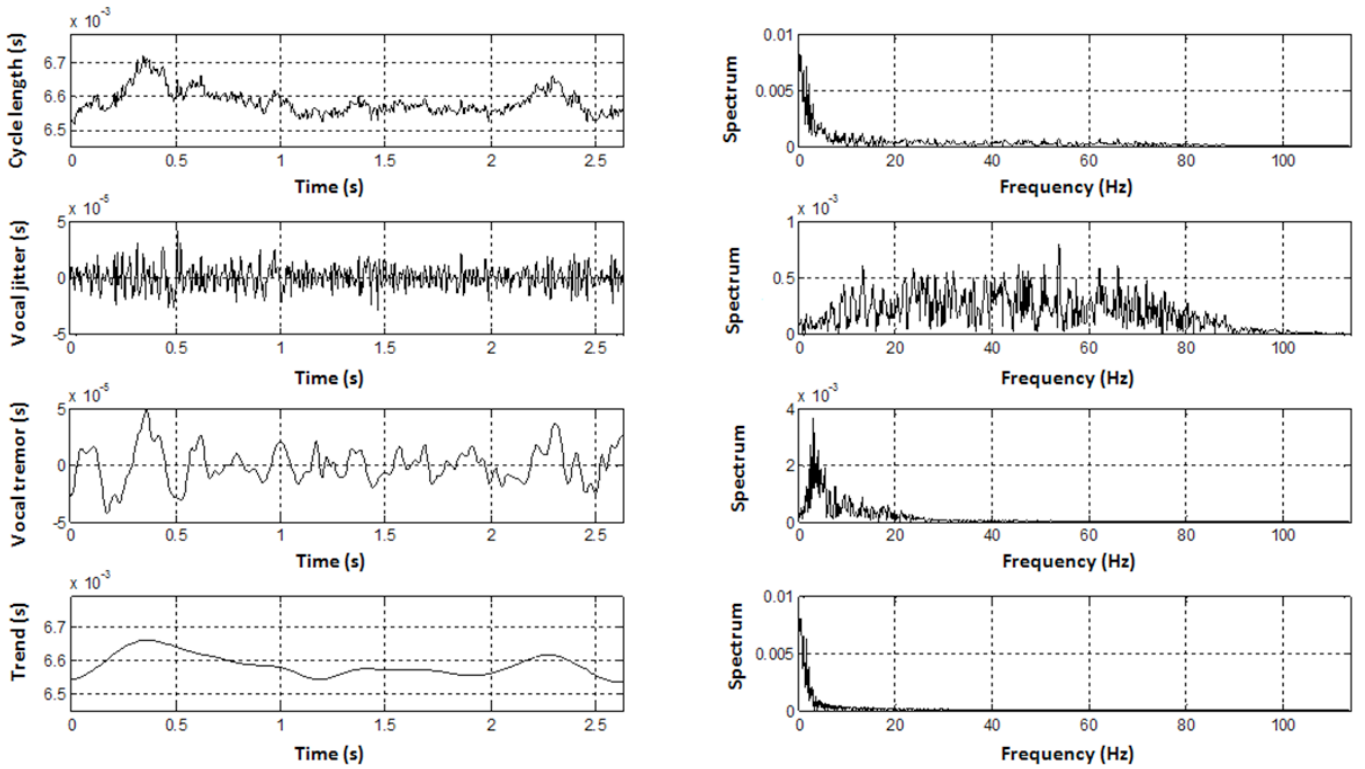 x 10⁻³
Cycle length (s)
6.7
6.6
6.5
0 0.5 1 1.5 2 2.5
Time (s)
Spectrum
0.01
0.005
0
0 20 40 60 80 100
Frequency (Hz)
x 10⁻⁵
Vocal jitter (s)
5
0
-5
0 0.5 1 1.5 2 2.5
Time (s)
x 10⁻³
Spectrum
1
0.5
0
0 20 40 60 80 100
Frequency (Hz)
x 10⁻⁵
Vocal tremor (s)
5
0
-5
0 0.5 1 1.5 2 2.5
Time (s)
x 10⁻³
Spectrum
4
2
0
0 20 40 60 80 100
Frequency (Hz)
x 10⁻³
Trend (s)
6.7
6.6
6.5
0 0.5 1 1.5 2 2.5
Time (s)
Spectrum
0.01
0.005
0
0 20 40 60 80 100
Frequency (Hz)